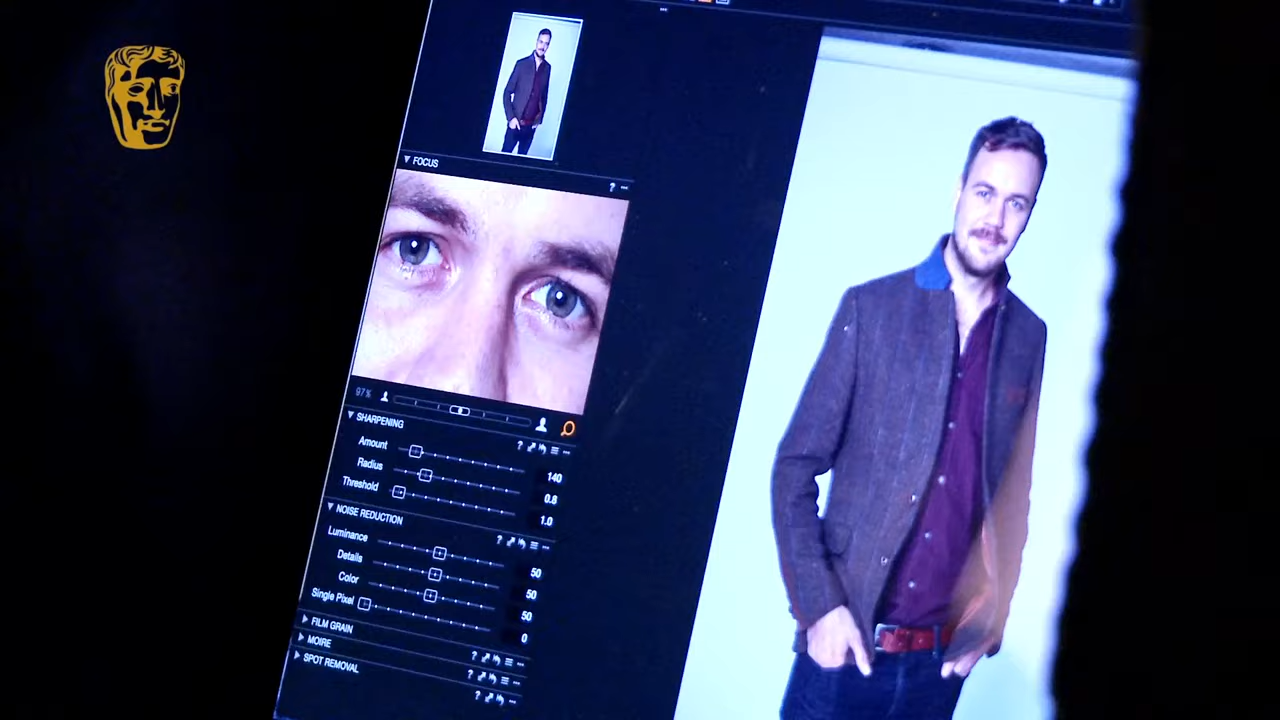 FOCUS
?
97%
SHARPENING
?
Amount
140
Radius
0.8
Threshold
1.0
NOISE REDUCTION
?
Luminance
50
Details
50
Color
50
Single Pixel
0
FILM GRAIN
?
MOIRE
?
SPOT REMOVAL
?